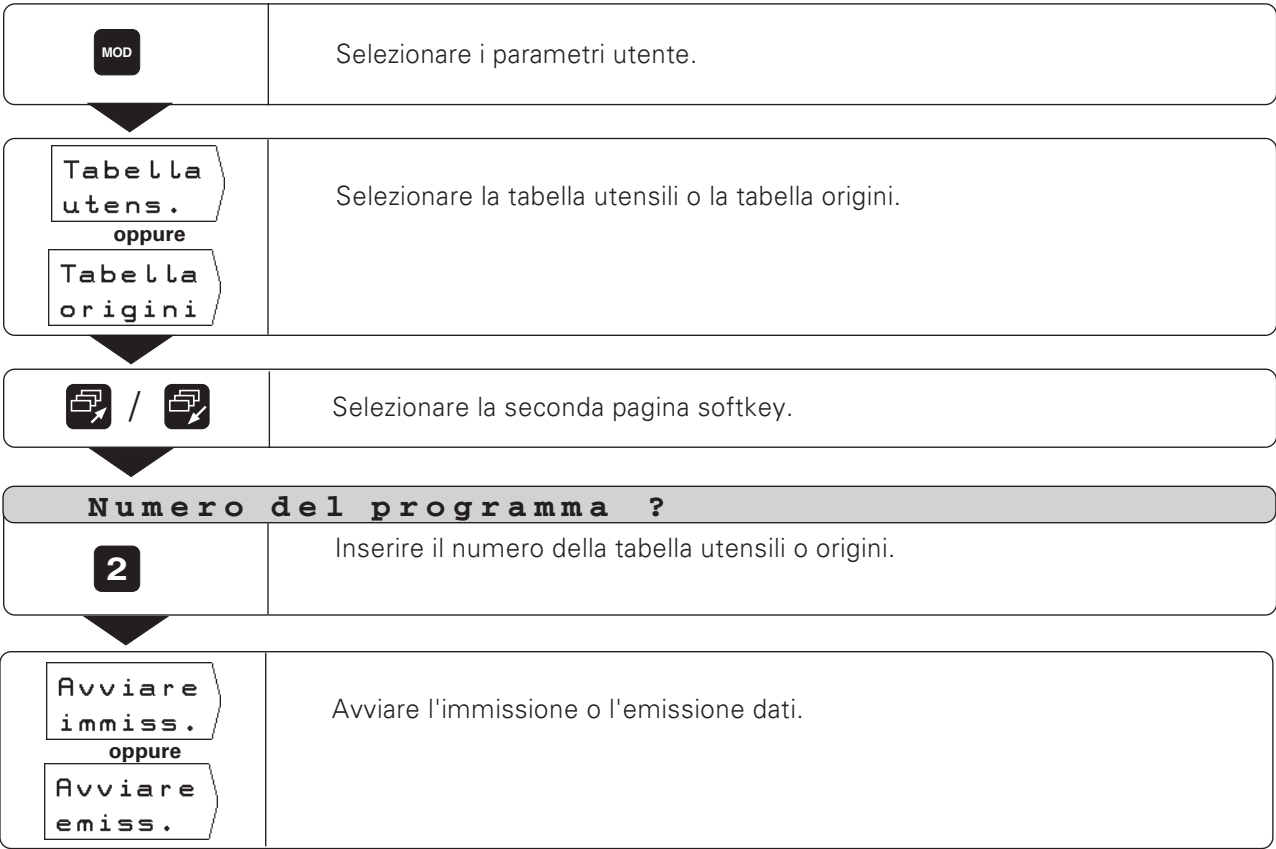 MOD
Selezionare i parametri utente.
Tabella
utens.
oppure
Tabella
origini
Selezionare la tabella utensili o la tabella origini.
/
Selezionare la seconda pagina softkey.
Numero del programma ?
2
Inserire il numero della tabella utensili o origini.
Avviare
immiss.
oppure
Avviare
emiss.
Avviare l'immissione o l'emissione dati.